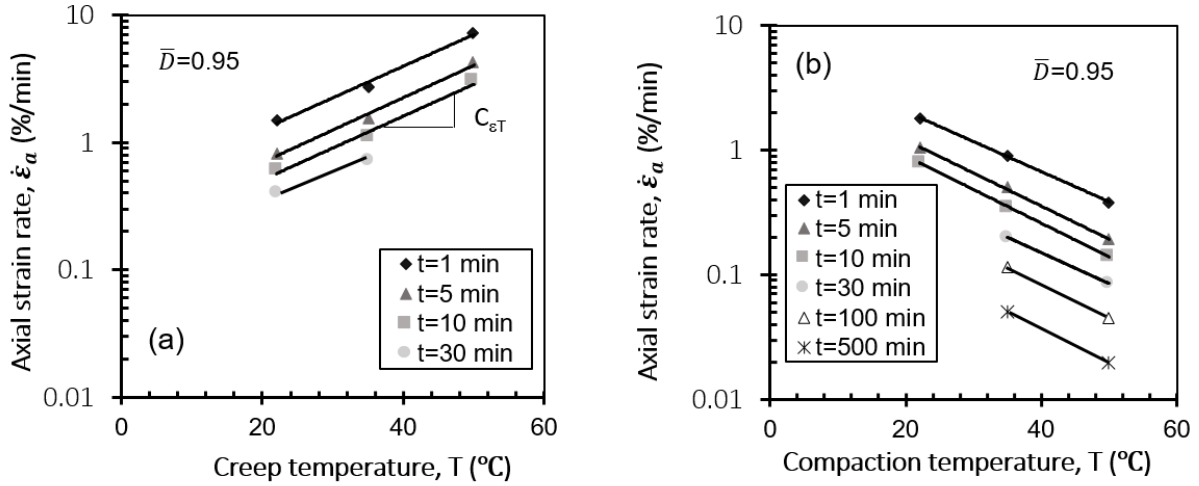 10
1
0.1
0.01
0
20
40
60
Axial strain rate, ε̇ₐ (%/min)
D̅=0.95
CεT
t=1 min
t=5 min
t=10 min
t=30 min
(a)
Creep temperature, T (°C)
10
1
0.1
0.01
0
20
40
60
Axial strain rate, ε̇ₐ (%/min)
(b)
D̅=0.95
t=1 min
t=5 min
t=10 min
t=30 min
t=100 min
t=500 min
Compaction temperature, T (°C)